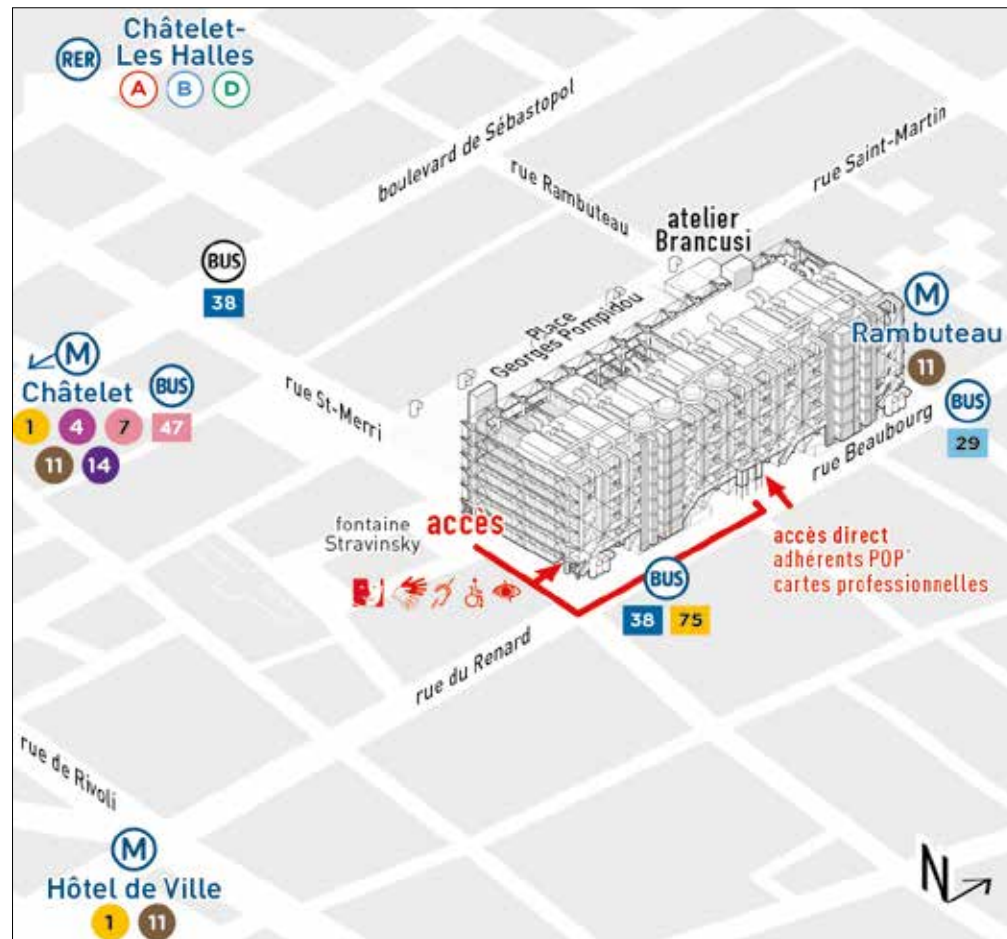 RER
Châtelet-
Les Halles
A B D
boulevard de Sébastopol
rue Rambuteau
rue Saint-Martin
atelier
Brancusi
BUS
38
Place
Georges Pompidou
M
Rambuteau
11
M
Châtelet
BUS
1 4 7 47
11 14
rue St-Merri
BUS
29
rue Beaubourg
fontaine
Stravinsky
accès
accès direct
adhérents POP'
cartes professionnelles
BUS
38 75
rue du Renard
rue de Rivoli
M
Hôtel de Ville
1 11
N